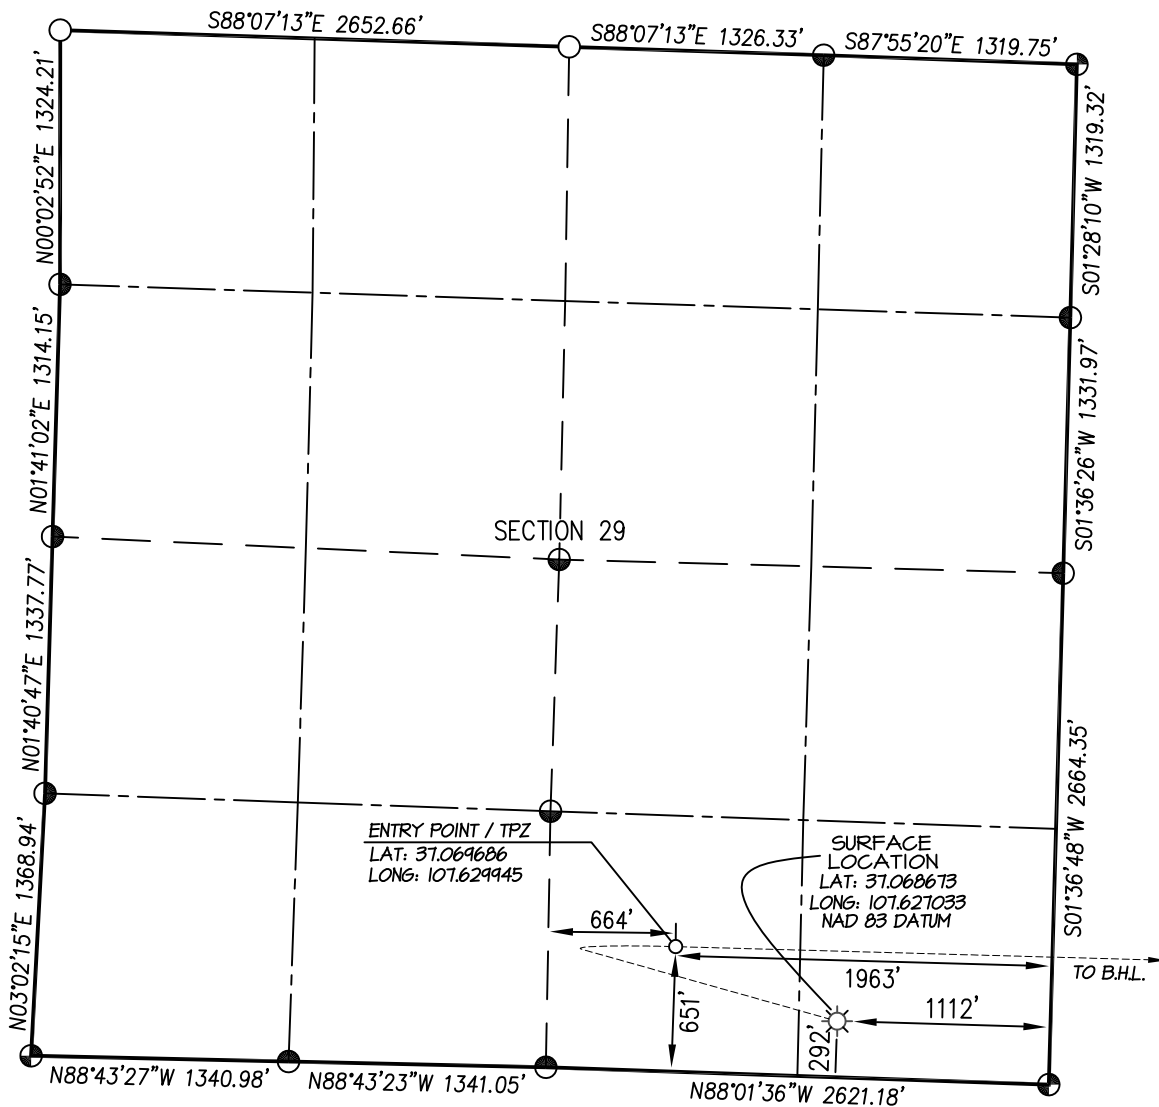 S88°07'13"E 2652.66'
S88°07'13"E 1326.33'
S87°55'20"E 1319.75'
N00°02'52"E 1324.21'
S01°28'10"W 1319.32'
N01°41'02"E 1314.15'
S01°36'26"W 1331.97'
SECTION 29
N01°40'47"E 1337.77'
S01°36'48"W 2664.35'
N03°02'15"E 1368.94'
ENTRY POINT / TPZ
LAT: 37.069686
LONG: 107.629945
SURFACE
LOCATION
LAT: 37.068673
LONG: 107.627033
NAD 83 DATUM
664'
1963'
TO B.H.L.
651'
1112'
292'
N88°43'27"W 1340.98'
N88°43'23"W 1341.05'
N88°01'36"W 2621.18'